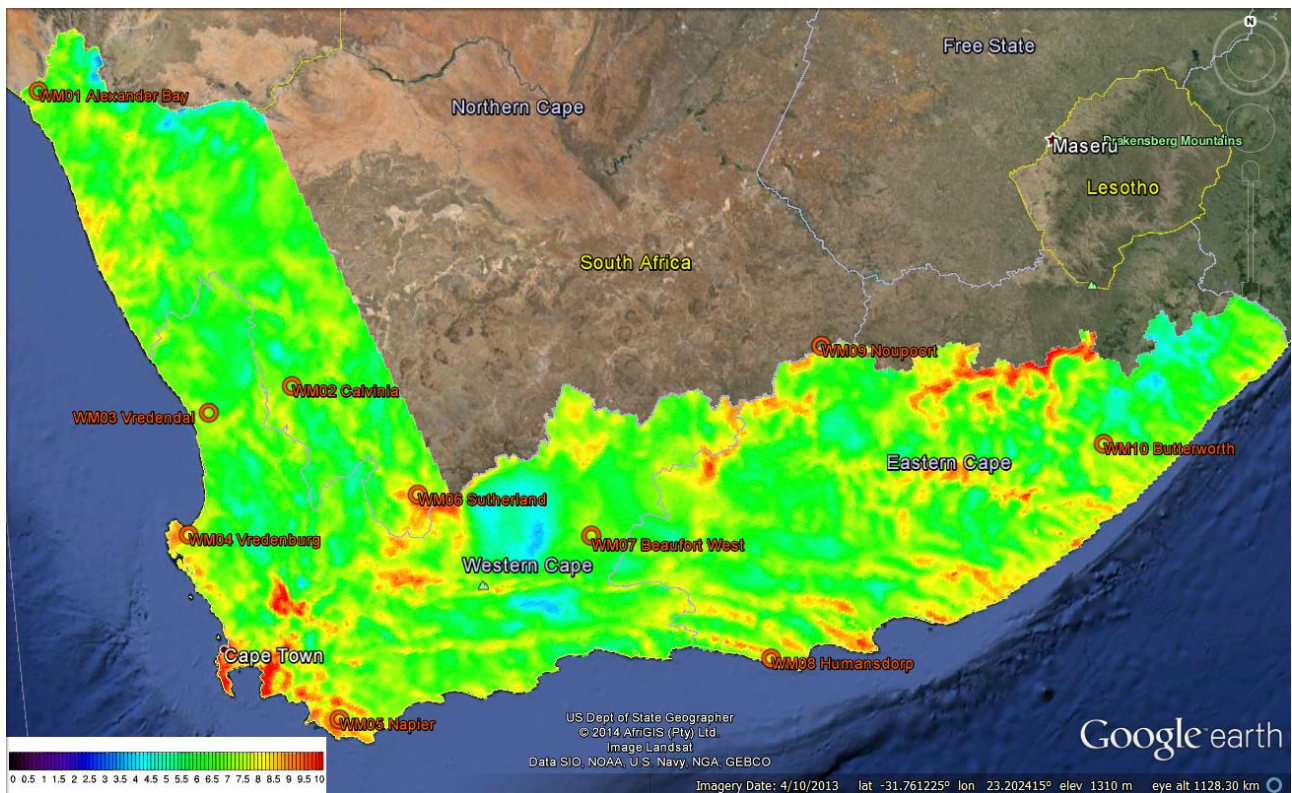 N
Free State
WM01 Alexander Bay
Northern Cape
Maseru
Drakensberg Mountains
Lesotho
South Africa
WM09 Noupoort
WM02 Calvinia
WM03 Vredendal
WM10 Butterworth
Eastern Cape
WM06 Sutherland
WM04 Vredenburg
WM07 Beaufort West
Western Cape
Cape Town
WM08 Humansdorp
WM05 Napier
US Dept of State Geographer
© 2014 AfriGIS (Pty) Ltd.
Image Landsat
Data SIO, NOAA, U.S. Navy, NGA, GEBCO
Google earth
0 0.5 1 1.5 2 2.5 3 3.5 4 4.5 5 5.5 6 6.5 7 7.5 8 8.5 9 9.5 10
Imagery Date: 4/10/2013 lat -31.761225° lon 23.202415° elev 1310 m eye alt 1128.30 km